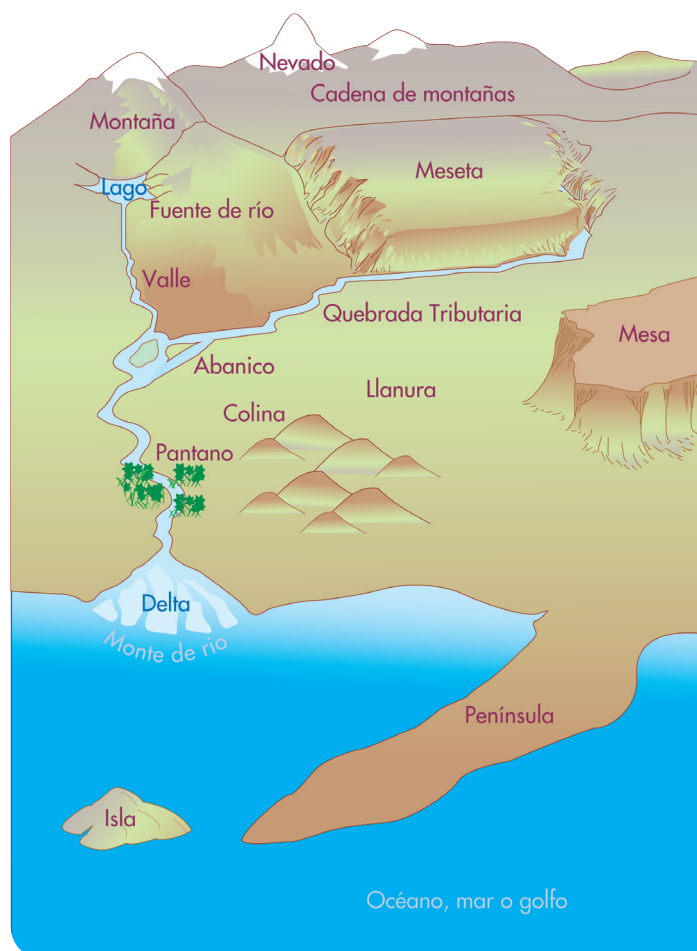 Nevado
Cadena de montañas
Montaña
Meseta
Lago
Fuente de río
Valle
Quebrada Tributaria
Mesa
Abanico
Llanura
Colina
Pantano
Delta
Monte de rio
Península
Isla
Océano, mar o golfo